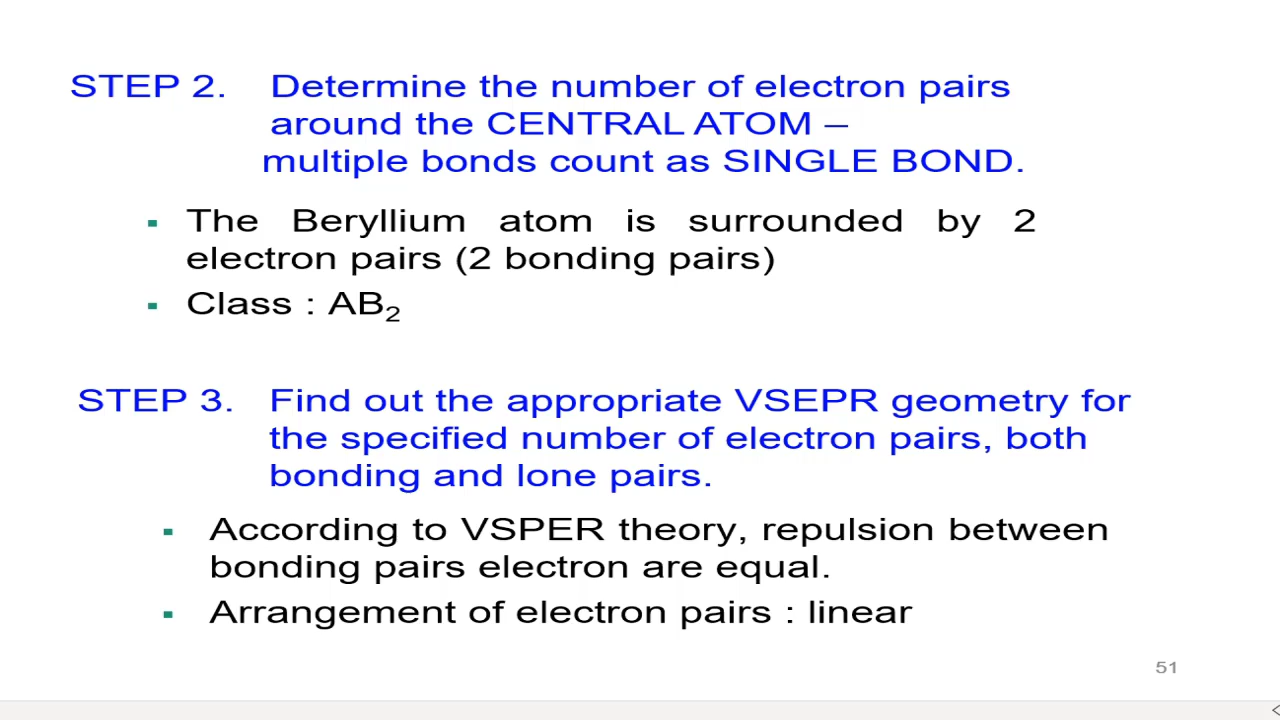 STEP 2. Determine the number of electron pairs
around the CENTRAL ATOM –
multiple bonds count as SINGLE BOND.
▪ The Beryllium atom is surrounded by 2
electron pairs (2 bonding pairs)
▪ Class : AB₂
STEP 3. Find out the appropriate VSEPR geometry for
the specified number of electron pairs, both
bonding and lone pairs.
▪ According to VSPER theory, repulsion between
bonding pairs electron are equal.
▪ Arrangement of electron pairs : linear
51